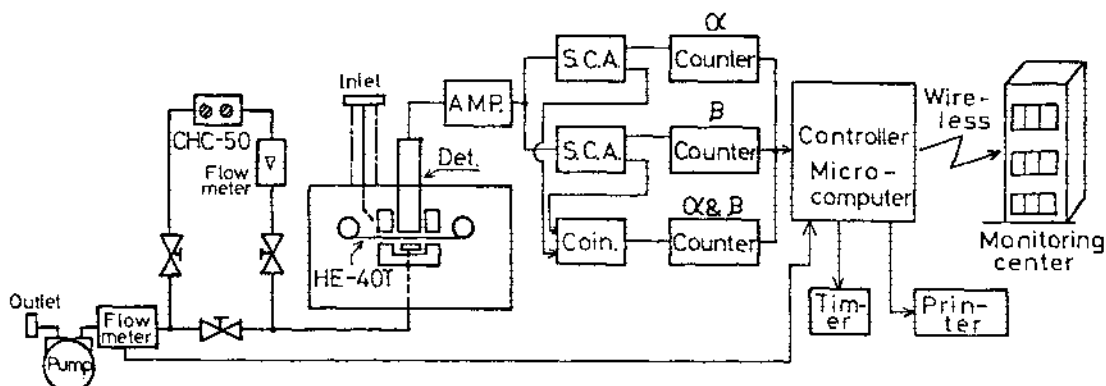 α
S.C.A.
Counter
Inlet
AMP.
CHC-50
Flow
meter
Det.
β
S.C.A.
Counter
Controller
Micro-
computer
Wire-
less
α & β
Coin.
Counter
HE-40T
Monitoring
center
Outlet
Flow
meter
Pump
Tim-
er
Prin-
ter